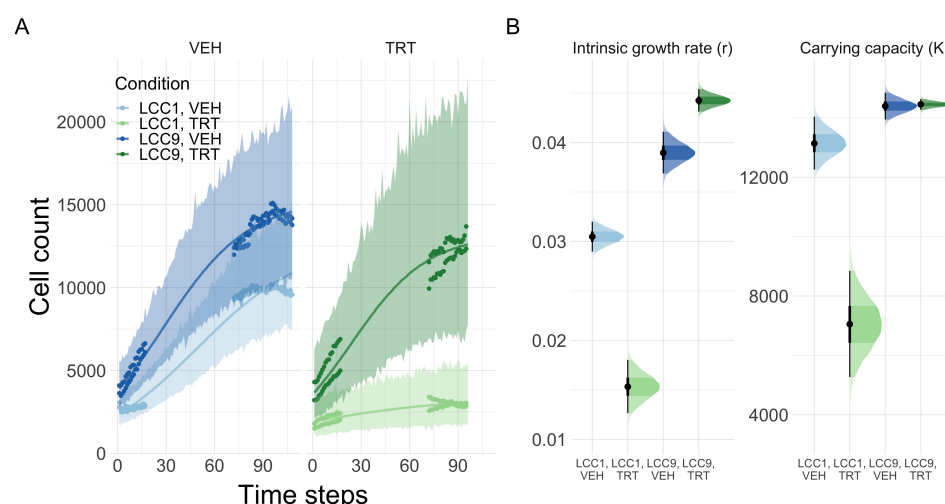 A
VEH
TRT
Condition
LCC1, VEH
LCC1, TRT
LCC9, VEH
LCC9, TRT
20000
15000
10000
5000
0
Cell count
0 30 60 90
0 30 60 90
Time steps
B
Intrinsic growth rate (r)
0.04
0.03
0.02
0.01
LCC1, LCC1, LCC9, LCC9,
VEH TRT VEH TRT
Carrying capacity (K
12000
8000
4000
LCC1, LCC1, LCC9, LCC9,
VEH TRT VEH TRT